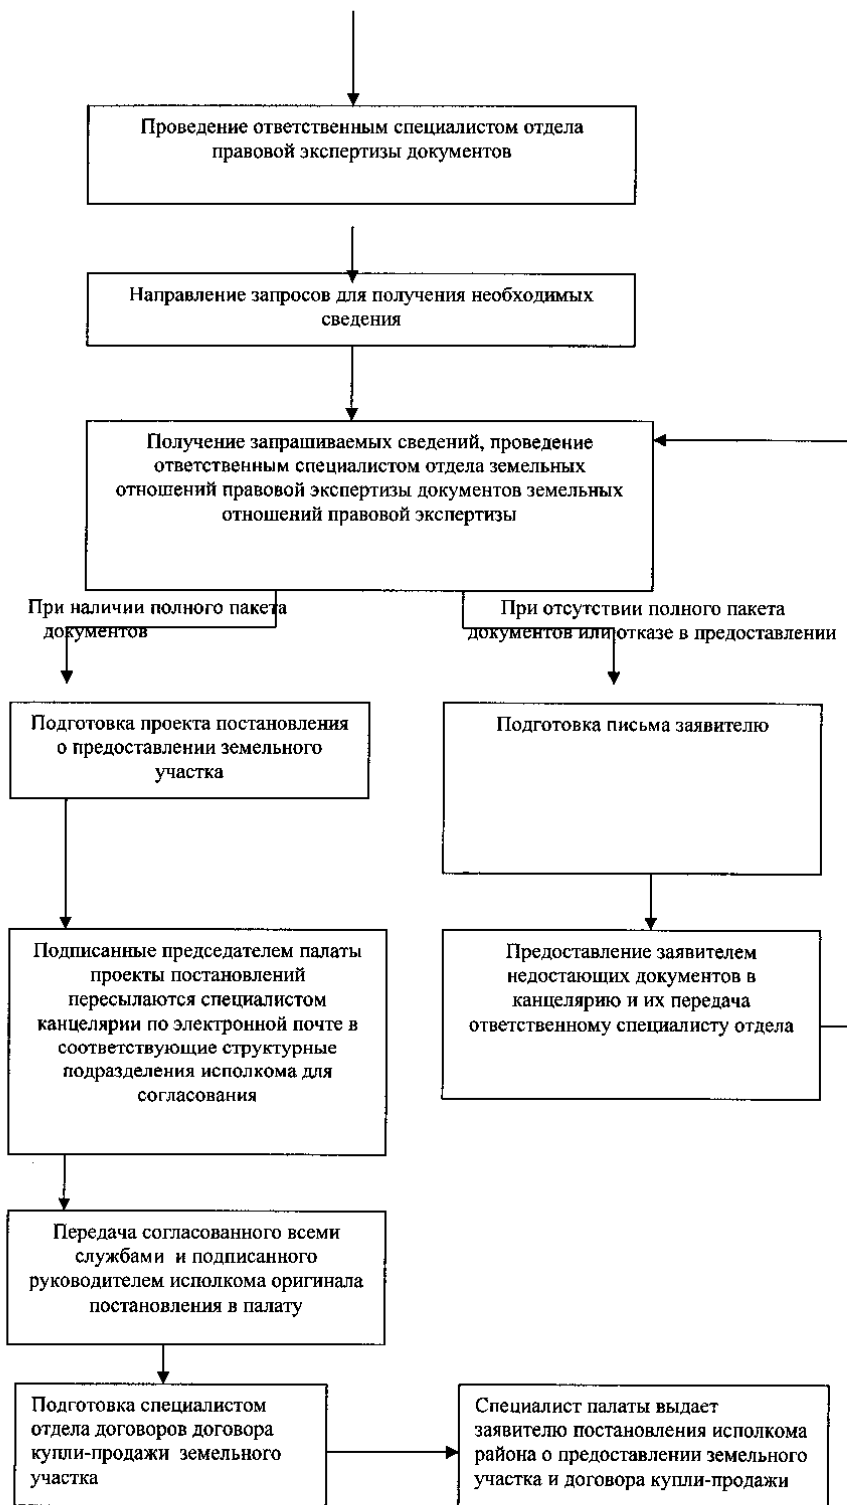 Проведение ответственным специалистом отдела
правовой экспертизы документов
Направление запросов для получения необходимых
сведения
Получение запрашиваемых сведений, проведение
ответственным специалистом отдела земельных
отношений правовой экспертизы документов земельных
отношений правовой экспертизы
При наличии полного пакета
документов
При отсутствии полного пакета
документов или отказе в предоставлении
Подготовка проекта постановления
о предоставлении земельного
участка
Подготовка письма заявителю
Подписанные председателем палаты
проекты постановлений
пересылаются специалистом
канцелярии по электронной почте в
соответствующие структурные
подразделения исполкома для
согласования
Предоставление заявителем
недостающих документов в
канцелярию и их передача
ответственному специалисту отдела
Передача согласованного всеми
службами и подписанного
руководителем исполкома оригинала
постановления в палату
Подготовка специалистом
отдела договоров договора
купли-продажи земельного
участка
Специалист палаты выдает
заявителю постановления исполкома
района о предоставлении земельного
участка и договора купли-продажи